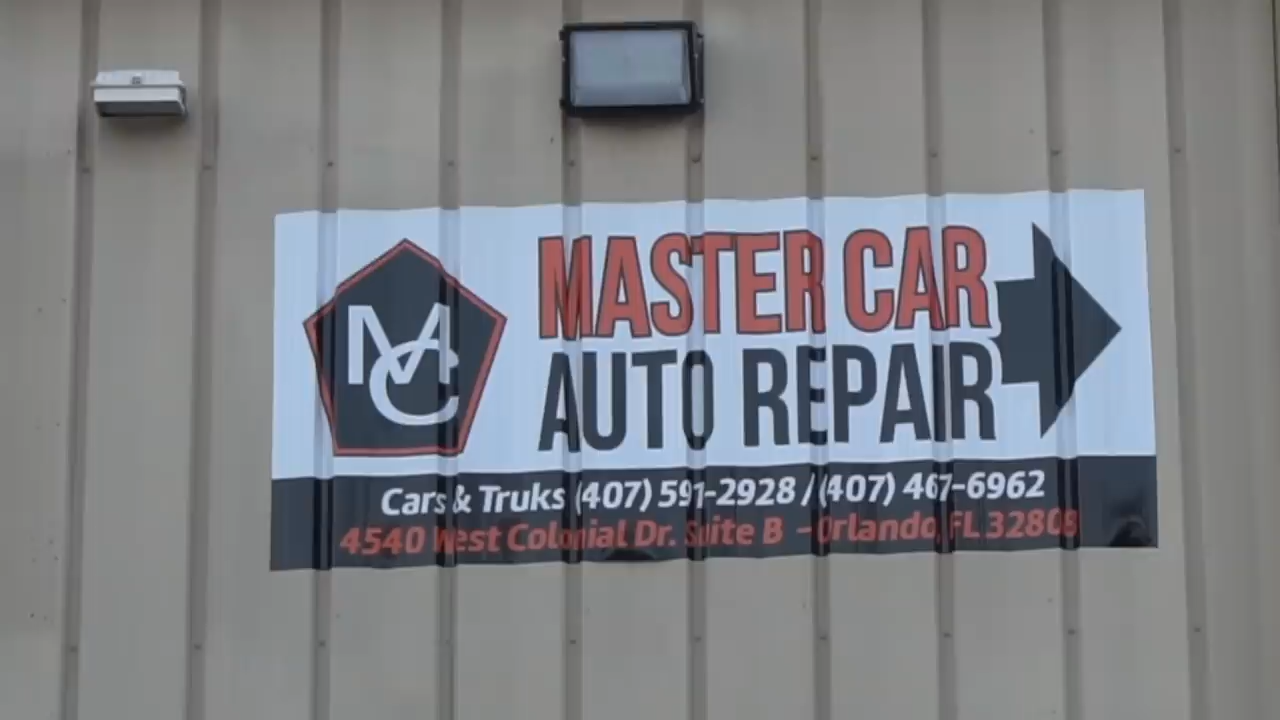 MC
MASTER CAR
AUTO REPAIR
Cars & Truks (407) 591-2928 / (407) 467-6962
4540 West Colonial Dr. Suite B - Orlando, FL 32808